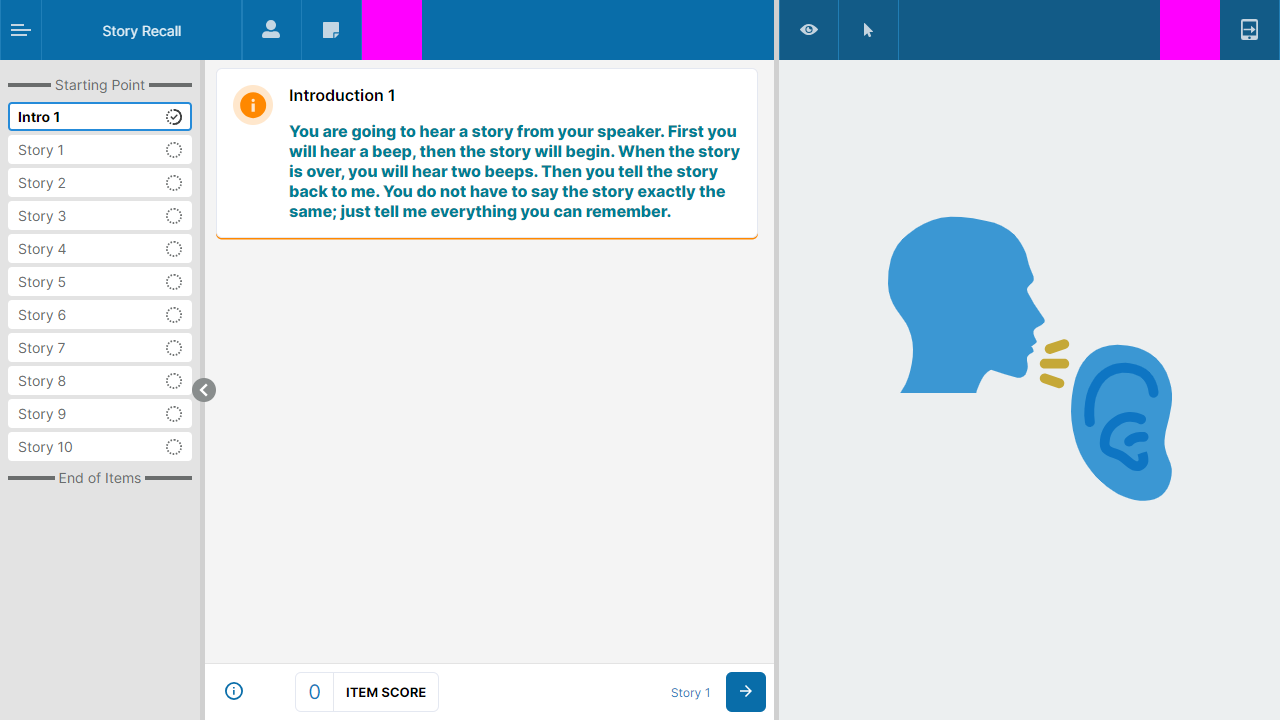 Story Recall
Starting Point
Intro 1
Story 1
Story 2
Story 3
Story 4
Story 5
Story 6
Story 7
Story 8
Story 9
Story 10
End of Items
Introduction 1
You are going to hear a story from your speaker. First you
will hear a beep, then the story will begin. When the story
is over, you will hear two beeps. Then you tell the story
back to me. You do not have to say the story exactly the
same; just tell me everything you can remember.
0 ITEM SCORE
Story 1